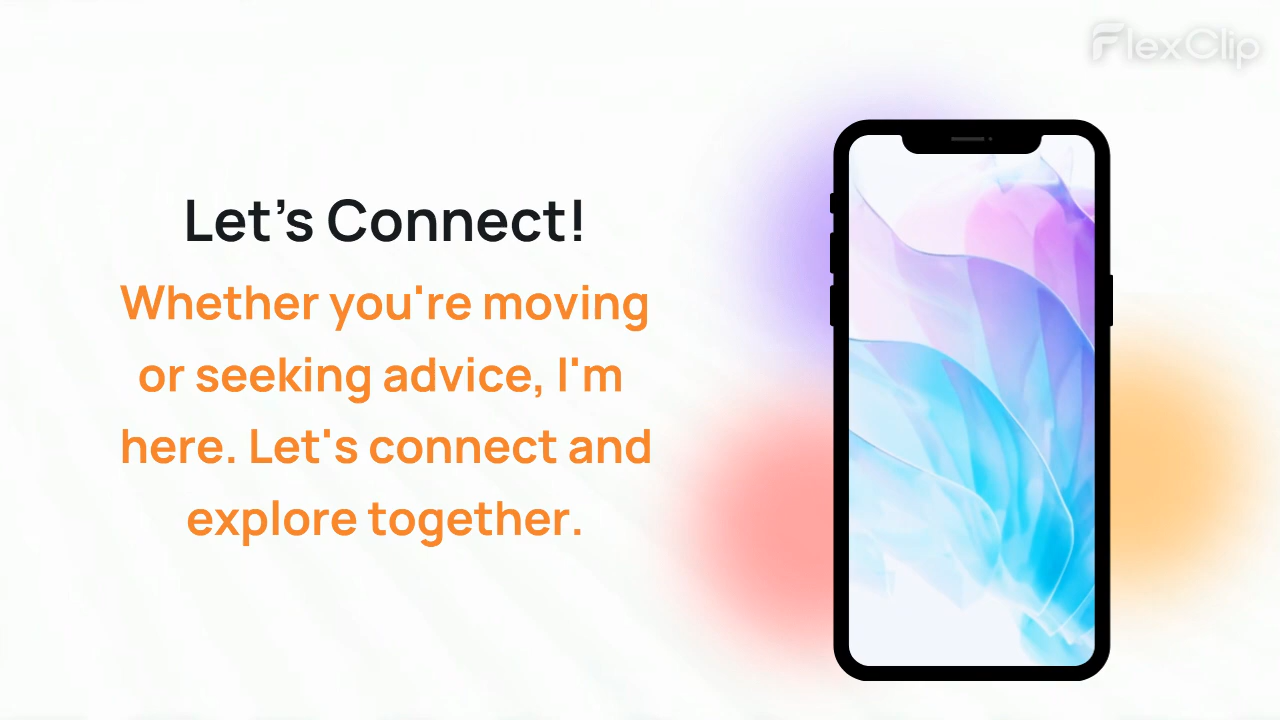 FlexClip
Let’s Connect!
Whether you're moving
or seeking advice, I'm
here. Let's connect and
explore together.